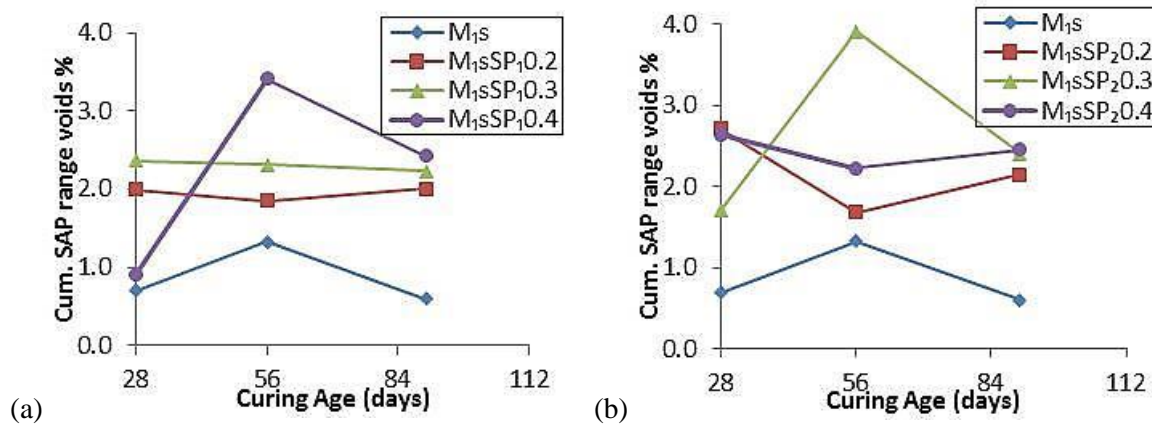 Cum. SAP range voids %
4.0
3.0
2.0
1.0
0.0
M₁s
M₁sSP₁0.2
M₁sSP₁0.3
M₁sSP₁0.4
28 56 84 112
Curing Age (days)
(a)
Cum. SAP range voids %
4.0
3.0
2.0
1.0
0.0
M₁s
M₁sSP₂0.2
M₁sSP₂0.3
M₁sSP₂0.4
28 56 84 112
Curing Age (days)
(b)